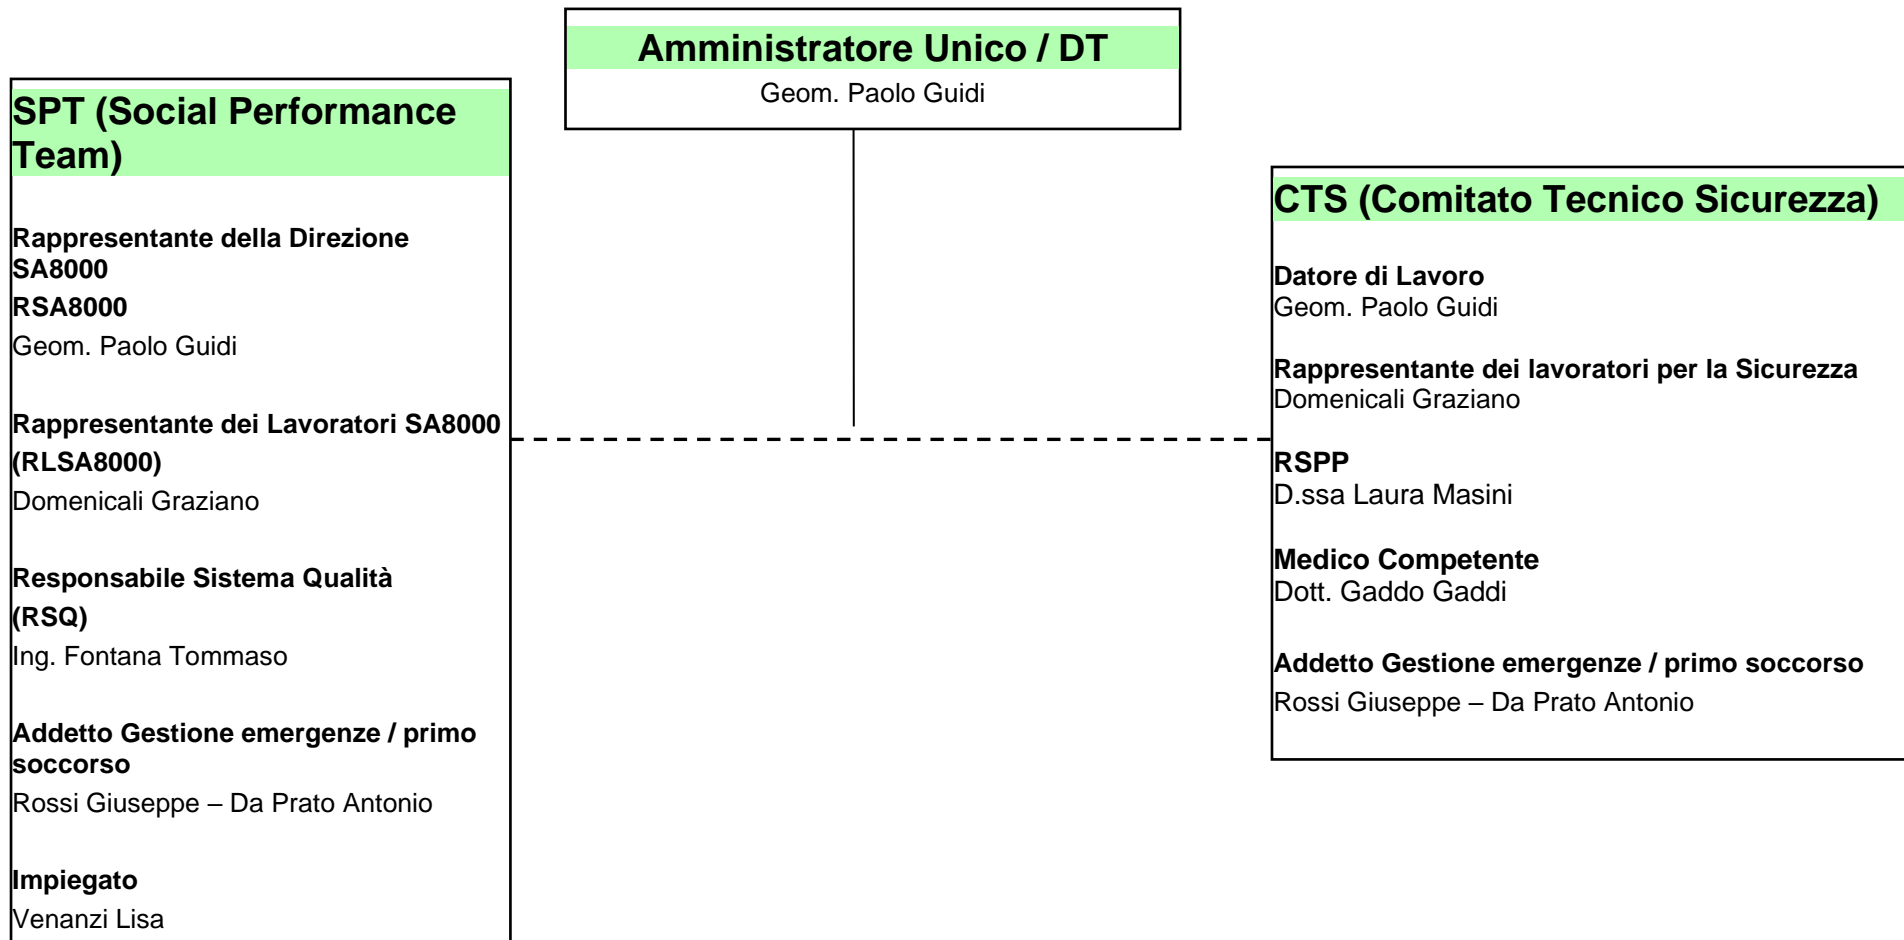 Amministratore Unico / DT
Geom. Paolo Guidi
SPT (Social Performance
Team)
Rappresentante della Direzione
SA8000
RSA8000
Geom. Paolo Guidi
Rappresentante dei Lavoratori SA8000
(RLSA8000)
Domenicali Graziano
Responsabile Sistema Qualità
(RSQ)
Ing. Fontana Tommaso
Addetto Gestione emergenze / primo
soccorso
Rossi Giuseppe – Da Prato Antonio
Impiegato
Venanzi Lisa
CTS (Comitato Tecnico Sicurezza)
Datore di Lavoro
Geom. Paolo Guidi
Rappresentante dei lavoratori per la Sicurezza
Domenicali Graziano
RSPP
D.ssa Laura Masini
Medico Competente
Dott. Gaddo Gaddi
Addetto Gestione emergenze / primo soccorso
Rossi Giuseppe – Da Prato Antonio